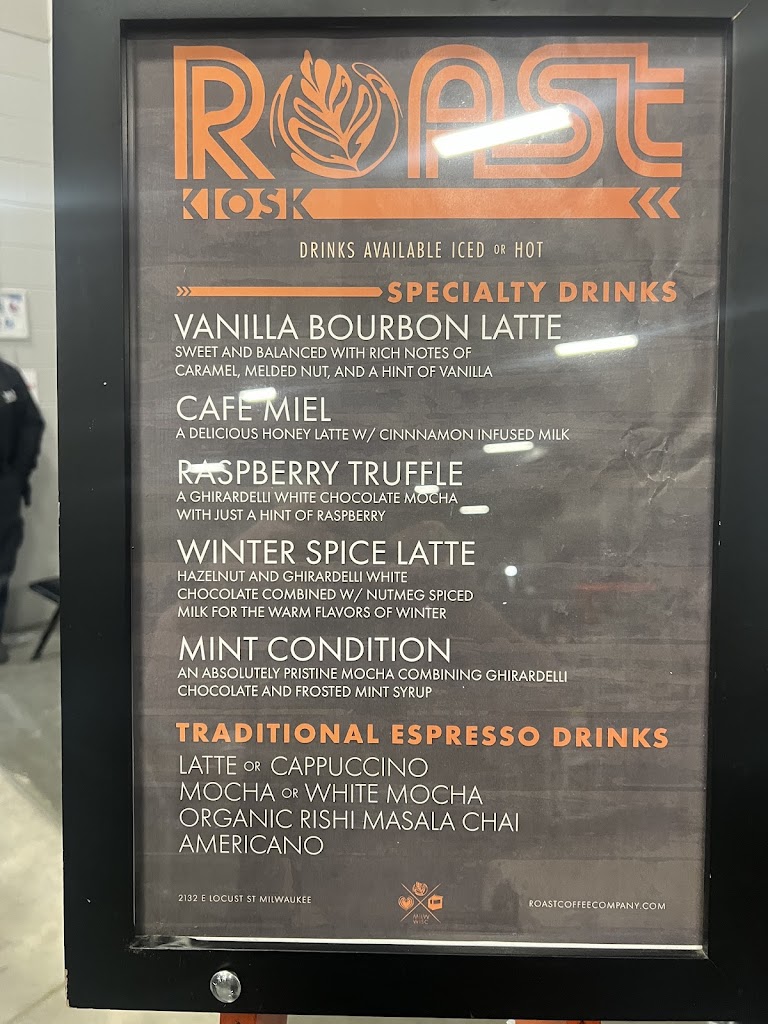 ROAST
KIOSK
DRINKS AVAILABLE ICED OR HOT
SPECIALTY DRINKS
VANILLA BOURBON LATTE
SWEET AND BALANCED WITH RICH NOTES OF
CARAMEL, MELDED NUT, AND A HINT OF VANILLA
CAFE MIEL
A DELICIOUS HONEY LATTE W/ CINNNAMON INFUSED MILK
RASPBERRY TRUFFLE
A GHIRARDELLI WHITE CHOCOLATE MOCHA
WITH JUST A HINT OF RASPBERRY
WINTER SPICE LATTE
HAZELNUT AND GHIRARDELLI WHITE
CHOCOLATE COMBINED W/ NUTMEG SPICED
MILK FOR THE WARM FLAVORS OF WINTER
MINT CONDITION
AN ABSOLUTELY PRISTINE MOCHA COMBINING GHIRARDELLI
CHOCOLATE AND FROSTED MINT SYRUP
TRADITIONAL ESPRESSO DRINKS
LATTE OR CAPPUCCINO
MOCHA OR WHITE MOCHA
ORGANIC RISHI MASALA CHAI
AMERICANO
2132 E LOCUST ST MILWAUKEE
ROASTCOFFEECOMPANY.COM